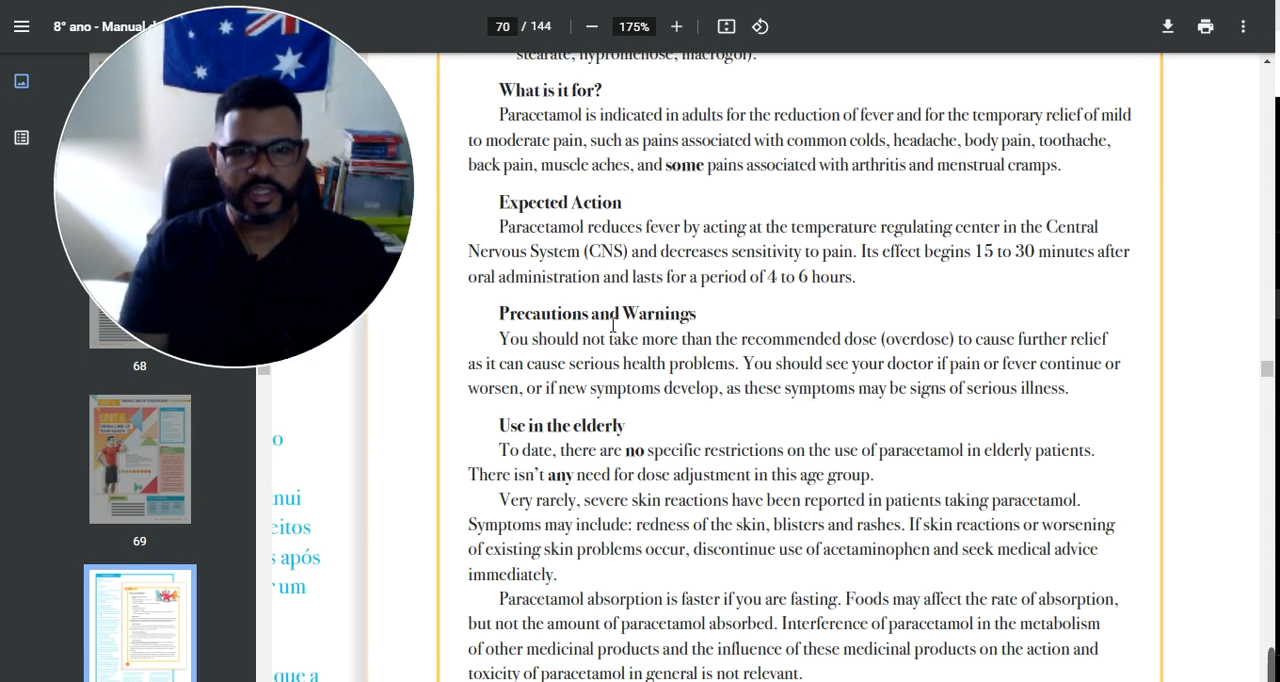 8° ano - Manual
70 / 144
175%
stearate, hypromellose, macrogol).
What is it for?
Paracetamol is indicated in adults for the reduction of fever and for the temporary relief of mild
to moderate pain, such as pains associated with common colds, headache, body pain, toothache,
back pain, muscle aches, and some pains associated with arthritis and menstrual cramps.
Expected Action
Paracetamol reduces fever by acting at the temperature regulating center in the Central
Nervous System (CNS) and decreases sensitivity to pain. Its effect begins 15 to 30 minutes after
oral administration and lasts for a period of 4 to 6 hours.
Precautions and Warnings
You should not take more than the recommended dose (overdose) to cause further relief
as it can cause serious health problems. You should see your doctor if pain or fever continue or
worsen, or if new symptoms develop, as these symptoms may be signs of serious illness.
Use in the elderly
To date, there are no specific restrictions on the use of paracetamol in elderly patients.
There isn't any need for dose adjustment in this age group.
Very rarely, severe skin reactions have been reported in patients taking paracetamol.
Symptoms may include: redness of the skin, blisters and rashes. If skin reactions or worsening
of existing skin problems occur, discontinue use of acetaminophen and seek medical advice
immediately.
Paracetamol absorption is faster if you are fasting. Foods may affect the rate of absorption,
but not the amount of paracetamol absorbed. Interference of paracetamol in the metabolism
of other medicinal products and the influence of these medicinal products on the action and
toxicity of paracetamol in general is not relevant.
68
69
o
nui
eitos
s após
r um
que a